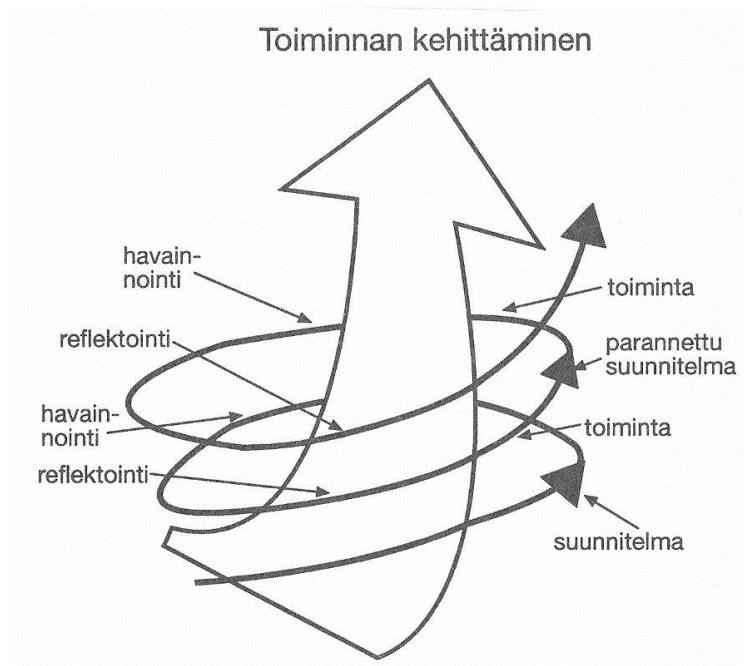 Toiminnan kehittäminen
havain-
nointi
toiminta
reflektointi
parannettu
suunnitelma
havain-
nointi
toiminta
reflektointi
suunnitelma